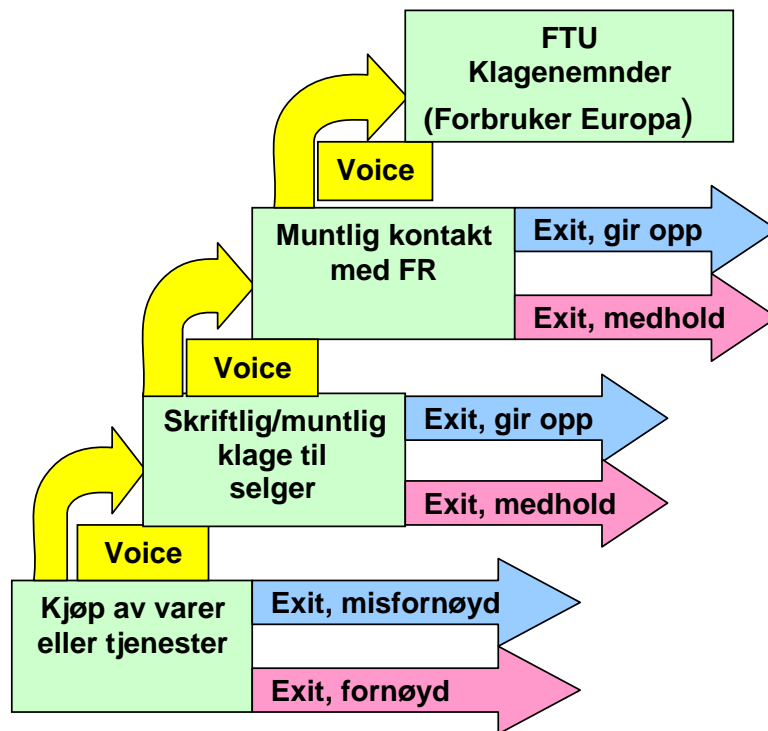 FTU
Klagenemnder
(Forbruker Europa)
Voice
Muntlig kontakt
med FR
Exit, gir opp
Exit, medhold
Voice
Skriftlig/muntlig
klage til
selger
Exit, gir opp
Exit, medhold
Voice
Kjøp av varer
eller tjenester
Exit, misfornøyd
Exit, fornøyd